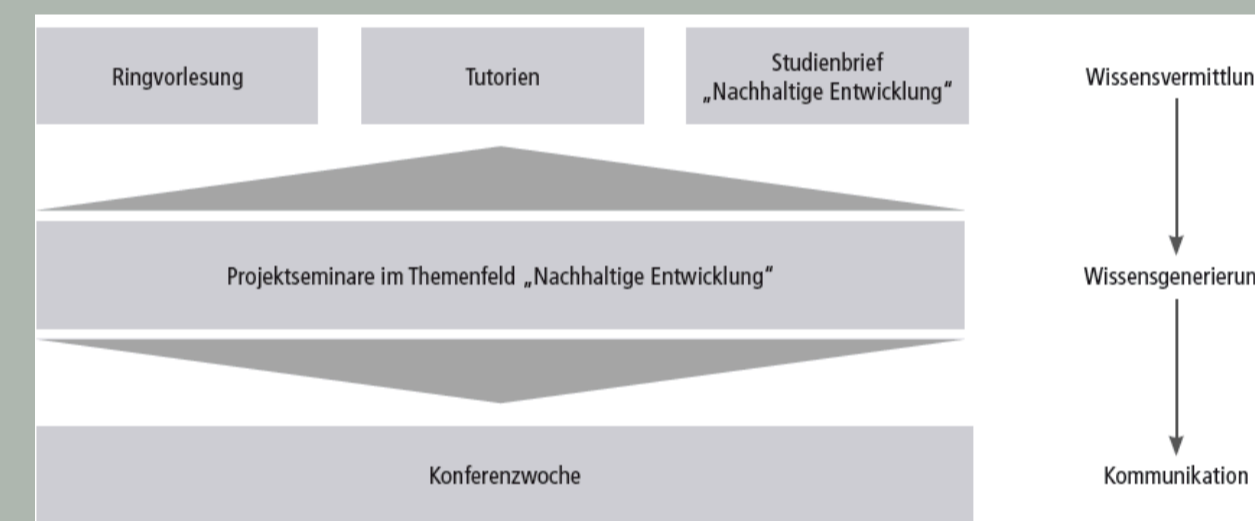 Ringvorlesung
Tutorien
Studienbrief
„Nachhaltige Entwicklung“
Wissensvermittlun
Projektseminare im Themenfeld „Nachhaltige Entwicklung“
Wissensgenerierun
Konferenzwoche
Kommunikation